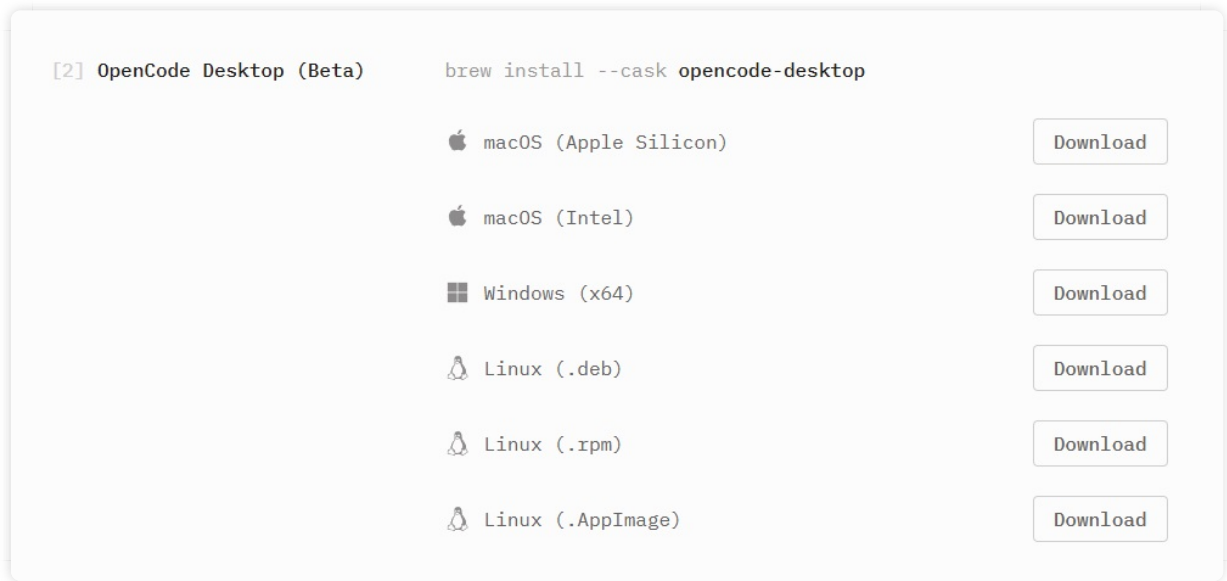 [2] OpenCode Desktop (Beta) brew install --cask opencode-desktop
macOS (Apple Silicon) Download
macOS (Intel) Download
Windows (x64) Download
Linux (.deb) Download
Linux (.rpm) Download
Linux (.AppImage) Download